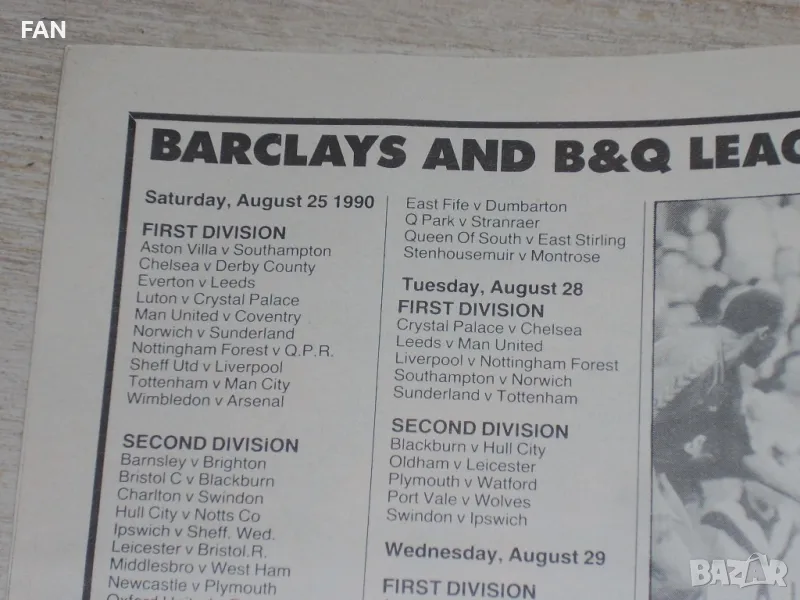 FAN
BARCLAYS AND B&Q LEAG
Saturday, August 25 1990
FIRST DIVISION
Aston Villa v Southampton
Chelsea v Derby County
Everton v Leeds
Luton v Crystal Palace
Man United v Coventry
Norwich v Sunderland
Nottingham Forest v Q.P.R.
Sheff Utd v Liverpool
Tottenham v Man City
Wimbledon v Arsenal
SECOND DIVISION
Barnsley v Brighton
Bristol C v Blackburn
Charlton v Swindon
Hull City v Notts Co
Ipswich v Sheff. Wed.
Leicester v Bristol.R.
Middlesbro v West Ham
Newcastle v Plymouth
East Fife v Dumbarton
Q Park v Stranraer
Queen Of South v East Stirling
Stenhousemuir v Montrose
Tuesday, August 28
FIRST DIVISION
Crystal Palace v Chelsea
Leeds v Man United
Liverpool v Nottingham Forest
Southampton v Norwich
Sunderland v Tottenham
SECOND DIVISION
Blackburn v Hull City
Oldham v Leicester
Plymouth v Watford
Port Vale v Wolves
Swindon v Ipswich
Wednesday, August 29
FIRST DIVISION
BAZAR